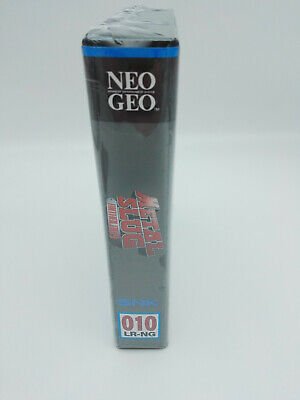 NEO
GEO
METAL
SLUG
SNK
010
LR-NG